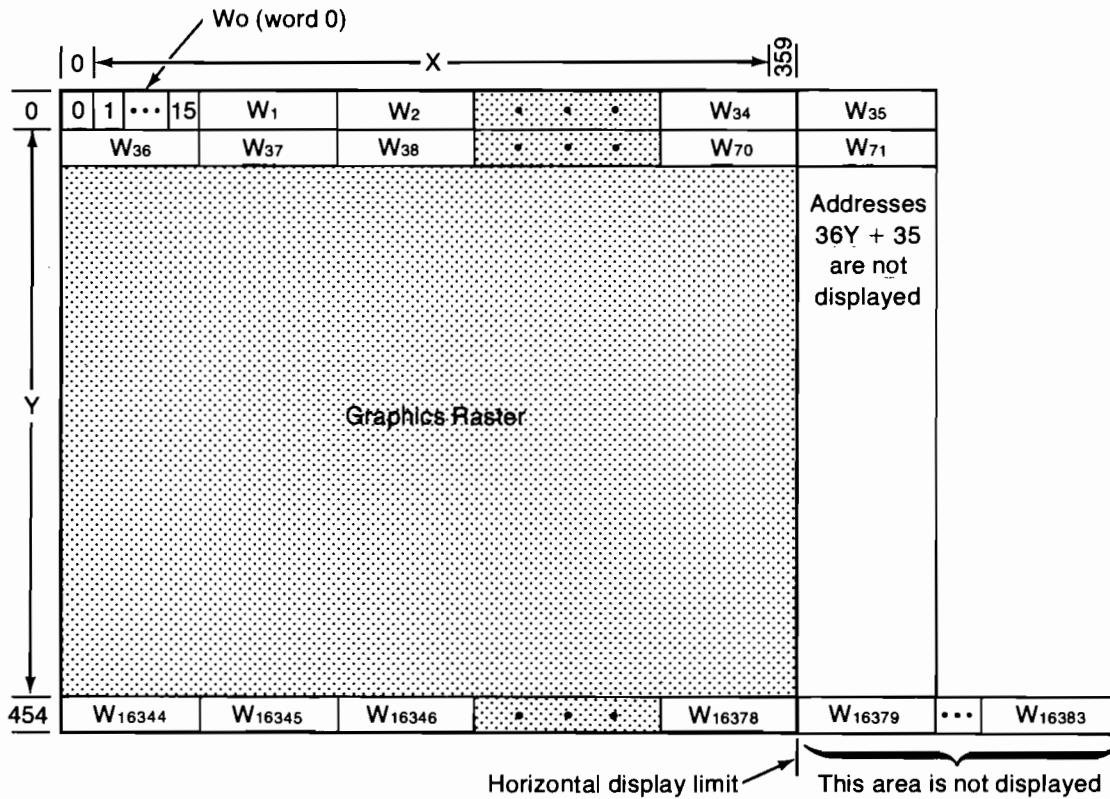 Wo (word 0)
0 X 359
0 0 1 ••• 15 W1 W2 • • • W34 W35
W36 W37 W38 • • • W70 W71
Addresses
36Y + 35
are not
displayed
Y
Graphics Raster
454 W16344 W16345 W16346 • • • W16378 W16379 ••• W16383
Horizontal display limit This area is not displayed